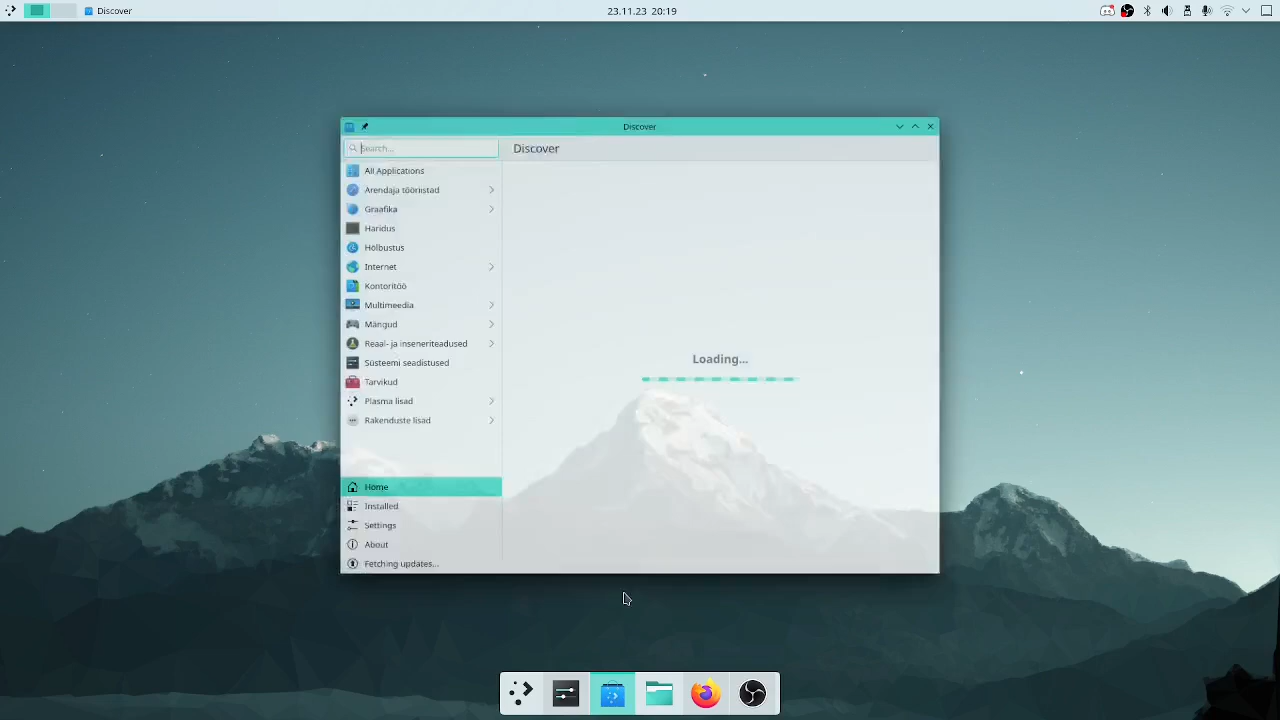 Discover
23.11.23 20:19
Discover
Search...
Discover
All Applications
Arendaja tööriistad
Graafika
Haridus
Hõlbustus
Internet
Kontoritöö
Multimeedia
Mängud
Reaal- ja inseneriteadused
Süsteemi seadistused
Tarvikud
Plasma lisad
Rakenduste lisad
Loading...
Home
Installed
Settings
About
Fetching updates...